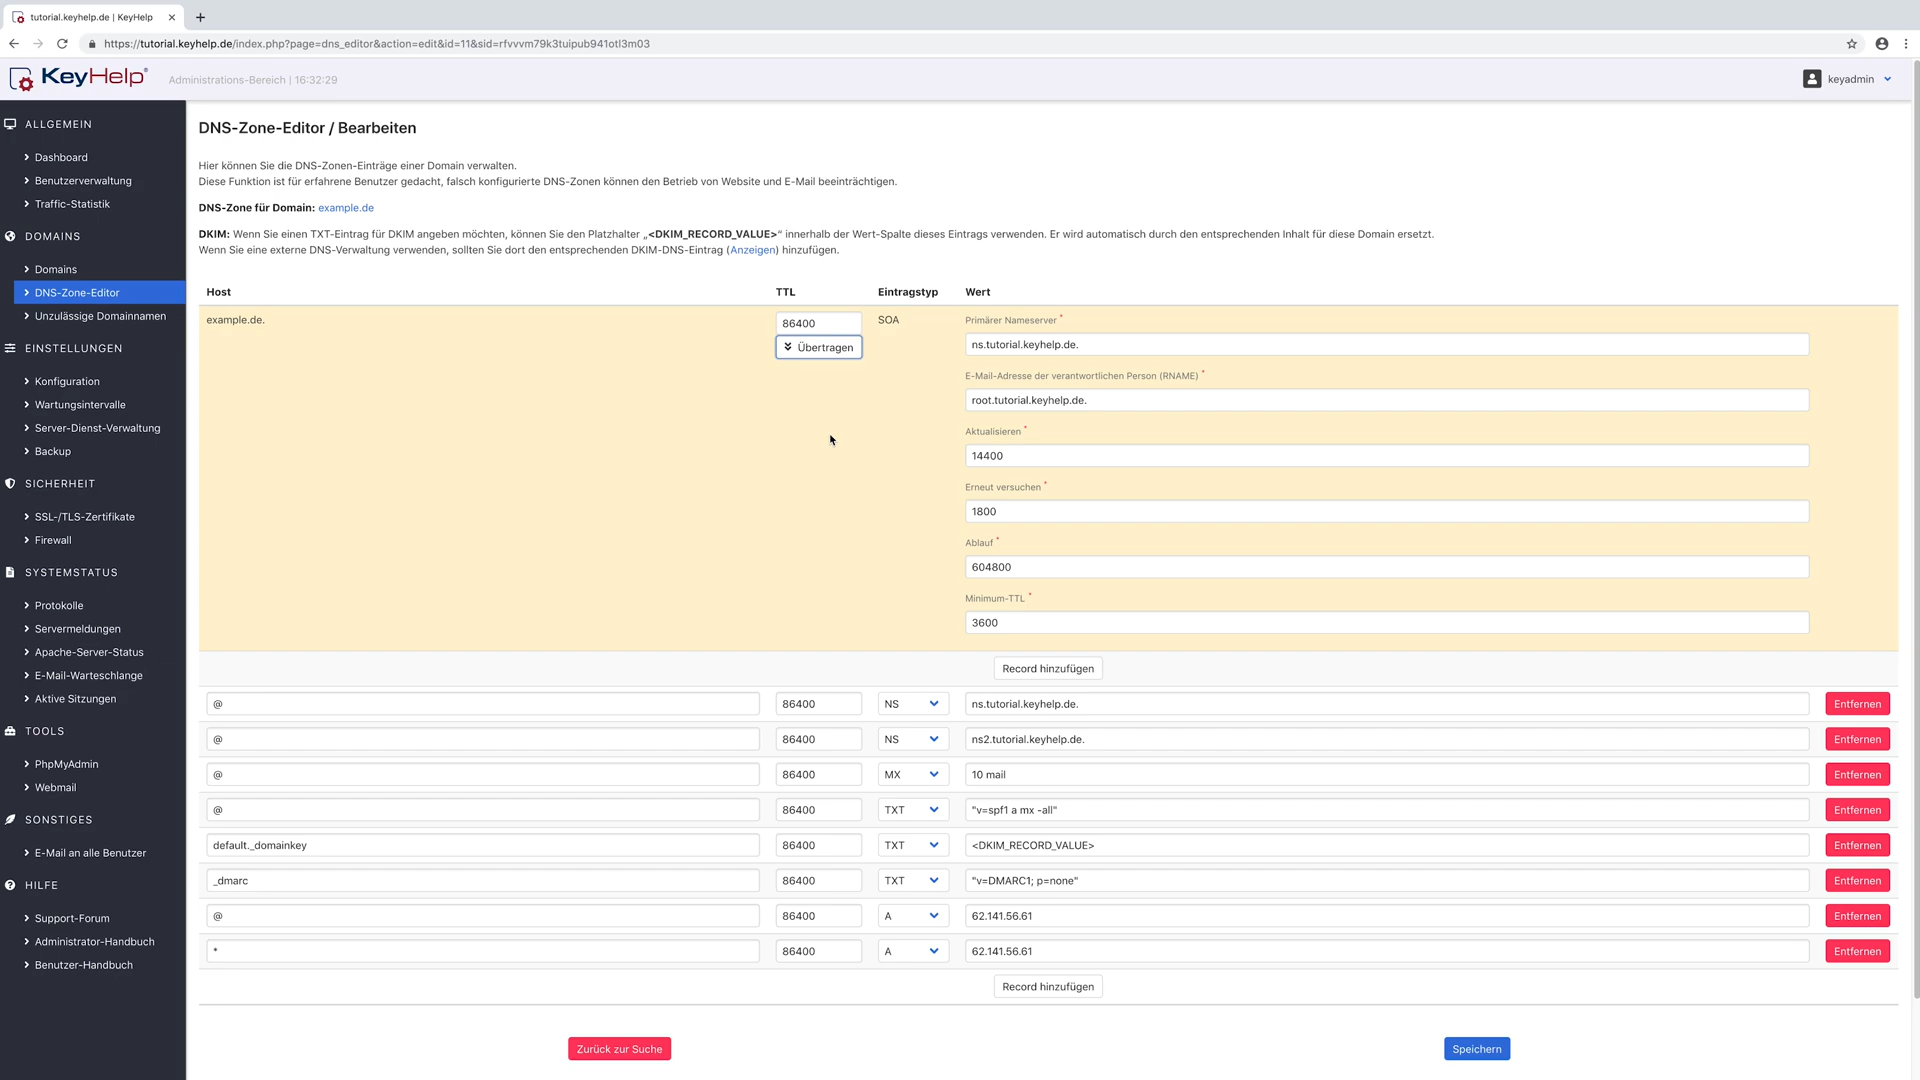 tutorial.keyhelp.de | KeyHelp
https://tutorial.keyhelp.de/index.php?page=dns_editor&action=edit&id=11&sid=rfvvvm79k3tuipub941otl3m03
KeyHelp®
Administrations-Bereich | 16:32:29
keyadmin
ALLGEMEIN
Dashboard
Benutzerverwaltung
Traffic-Statistik
DOMAINS
Domains
DNS-Zone-Editor
Unzulässige Domainnamen
EINSTELLUNGEN
Konfiguration
Wartungsintervalle
Server-Dienst-Verwaltung
Backup
SICHERHEIT
SSL-/TLS-Zertifikate
Firewall
SYSTEMSTATUS
Protokolle
Servermeldungen
Apache-Server-Status
E-Mail-Warteschlange
Aktive Sitzungen
TOOLS
PhpMyAdmin
Webmail
SONSTIGES
E-Mail an alle Benutzer
HILFE
Support-Forum
Administrator-Handbuch
Benutzer-Handbuch
DNS-Zone-Editor / Bearbeiten
Hier können Sie die DNS-Zonen-Einträge einer Domain verwalten.
Diese Funktion ist für erfahrene Benutzer gedacht, falsch konfigurierte DNS-Zonen können den Betrieb von Website und E-Mail beeinträchtigen.
DNS-Zone für Domain: example.de
DKIM: Wenn Sie einen TXT-Eintrag für DKIM angeben möchten, können Sie den Platzhalter „<DKIM_RECORD_VALUE>“ innerhalb der Wert-Spalte dieses Eintrags verwenden. Er wird automatisch durch den entsprechenden Inhalt für diese Domain ersetzt.
Wenn Sie eine externe DNS-Verwaltung verwenden, sollten Sie dort den entsprechenden DKIM-DNS-Eintrag (Anzeigen) hinzufügen.
Host TTL Eintragstyp Wert
example.de. 86400 SOA Primärer Nameserver *
Übertragen
ns.tutorial.keyhelp.de.
E-Mail-Adresse der verantwortlichen Person (RNAME) *
root.tutorial.keyhelp.de.
Aktualisieren *
14400
Erneut versuchen *
1800
Ablauf *
604800
Minimum-TTL *
3600
Record hinzufügen
@ 86400 NS ns.tutorial.keyhelp.de. Entfernen
@ 86400 NS ns2.tutorial.keyhelp.de. Entfernen
@ 86400 MX 10 mail Entfernen
@ 86400 TXT "v=spf1 a mx -all" Entfernen
default._domainkey 86400 TXT <DKIM_RECORD_VALUE> Entfernen
_dmarc 86400 TXT "v=DMARC1; p=none" Entfernen
@ 86400 A 62.141.56.61 Entfernen
* 86400 A 62.141.56.61 Entfernen
Record hinzufügen
Zurück zur Suche Speichern